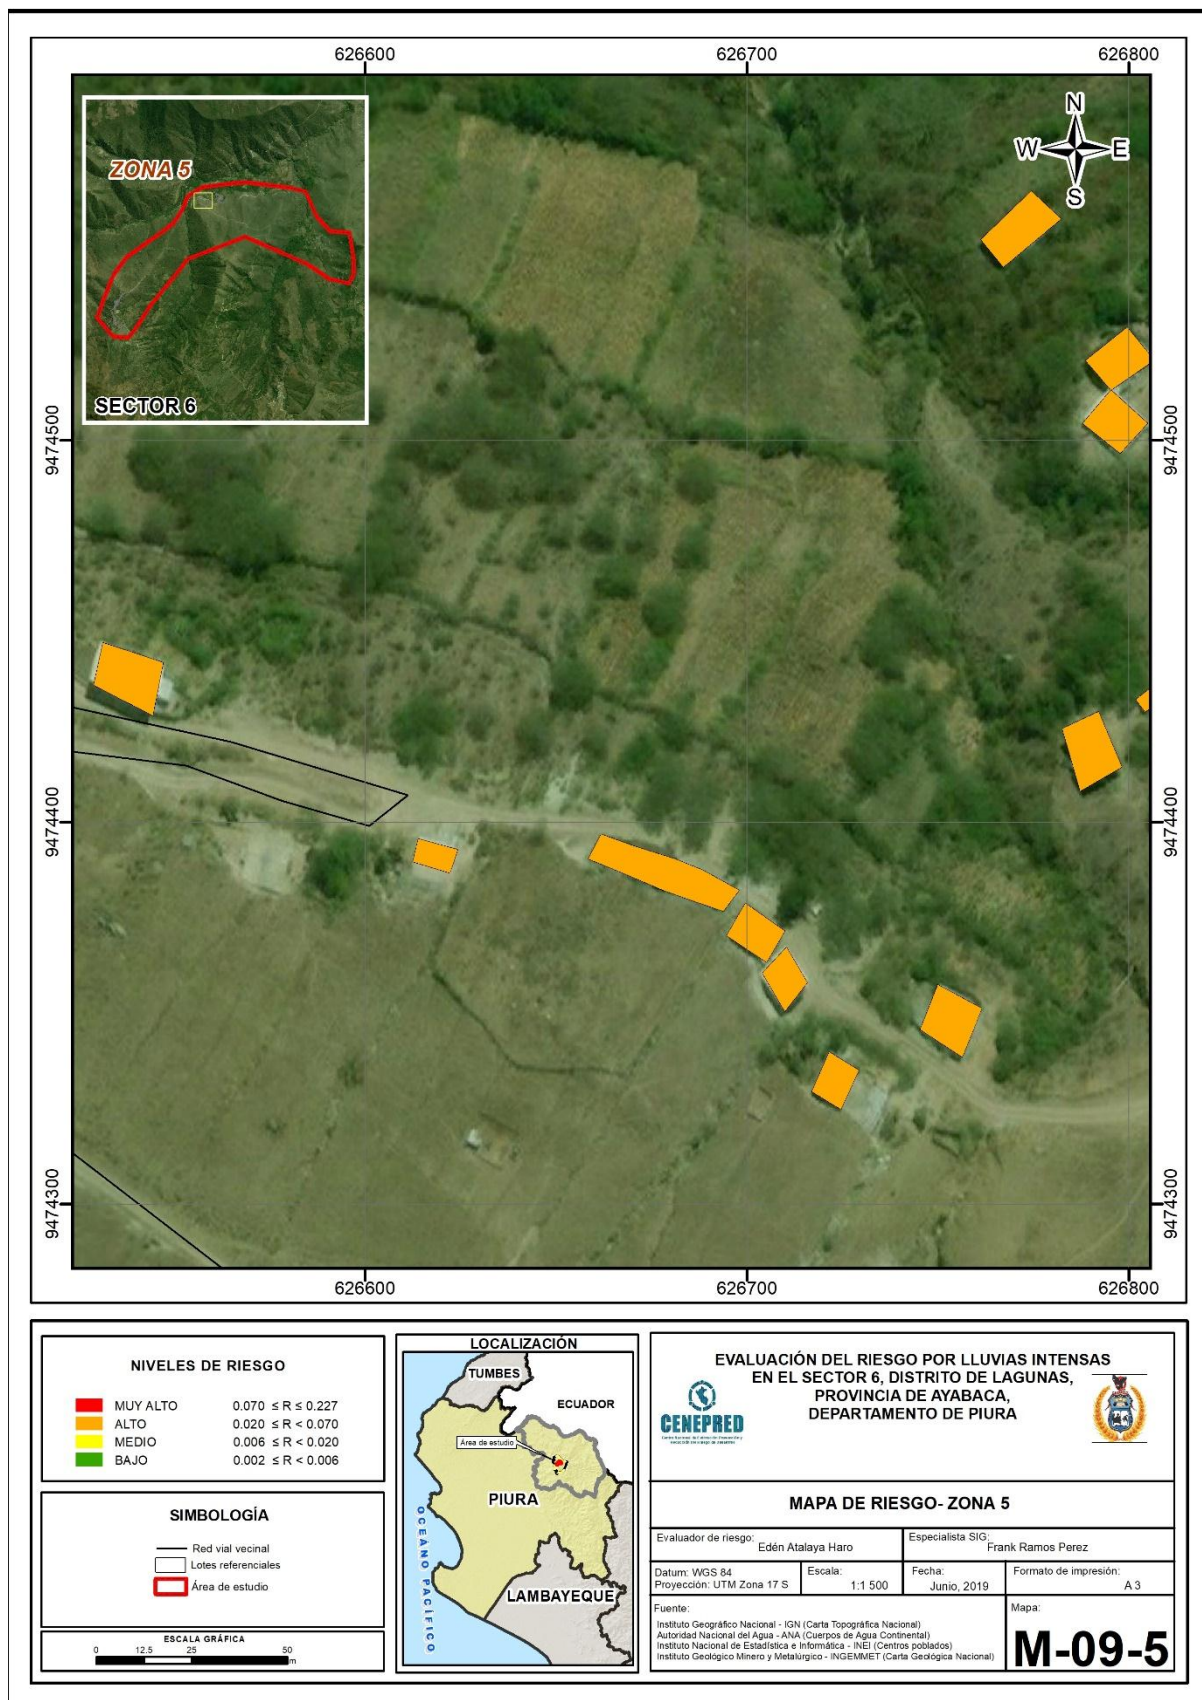 626600
626700
626800
N
W
E
S
ZONA 5
SECTOR 6
9474500
9474500
9474400
9474400
9474300
9474300
626600
626700
626800
NIVELES DE RIESGO
MUY ALTO 0.070 ≤ R ≤ 0.227
ALTO 0.020 ≤ R < 0.070
MEDIO 0.006 ≤ R < 0.020
BAJO 0.002 ≤ R < 0.006
SIMBOLOGÍA
Red vial vecinal
Lotes referenciales
Área de estudio
ESCALA GRÁFICA
0 12.5 25 50
m
LOCALIZACIÓN
TUMBES
ECUADOR
Área de estudio
PIURA
OCEANO PACÍFICO
LAMBAYEQUE
EVALUACIÓN DEL RIESGO POR LLUVIAS INTENSAS
EN EL SECTOR 6, DISTRITO DE LAGUNAS,
PROVINCIA DE AYABACA,
DEPARTAMENTO DE PIURA
CENEPRED
MAPA DE RIESGO- ZONA 5
Evaluador de riesgo:
Edén Atalaya Haro
Especialista SIG:
Frank Ramos Perez
Datum: WGS 84
Proyección: UTM Zona 17 S
Escala:
1:1 500
Fecha:
Junio, 2019
Formato de impresión:
A 3
Fuente:
Instituto Geográfico Nacional - IGN (Carta Topográfica Nacional)
Autoridad Nacional del Agua - ANA (Cuerpos de Agua Continental)
Instituto Nacional de Estadística e Informática - INEI (Centros poblados)
Instituto Geológico Minero y Metalúrgico - INGEMMET (Carta Geológica Nacional)
Mapa:
M-09-5